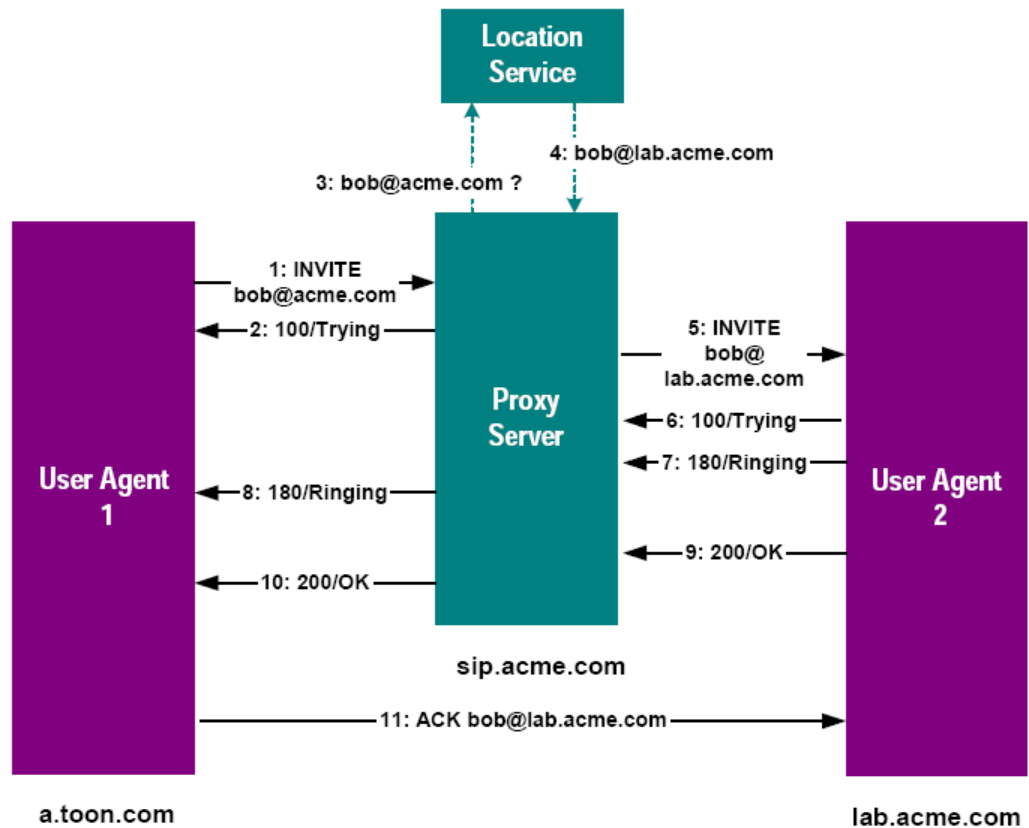 Location
Service
4: bob@lab.acme.com
3: bob@acme.com ?
1: INVITE
bob@acme.com
2: 100/Trying
5: INVITE
bob@
lab.acme.com
Proxy
Server
6: 100/Trying
7: 180/Ringing
User Agent
1
8: 180/Ringing
User Agent
2
9: 200/OK
10: 200/OK
sip.acme.com
11: ACK bob@lab.acme.com
a.toon.com
lab.acme.com